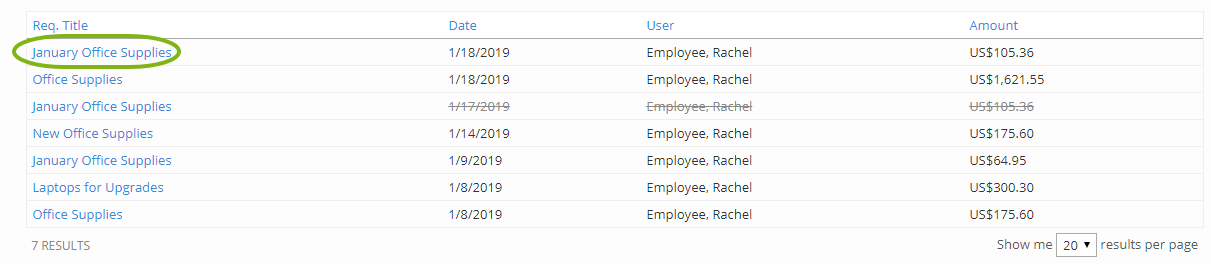 Req. Title Date User Amount
January Office Supplies 1/18/2019 Employee, Rachel US$105.36
Office Supplies 1/18/2019 Employee, Rachel US$1,621.55
January Office Supplies 1/17/2019 Employee, Rachel US$105.36
New Office Supplies 1/14/2019 Employee, Rachel US$175.60
January Office Supplies 1/9/2019 Employee, Rachel US$64.95
Laptops for Upgrades 1/8/2019 Employee, Rachel US$300.30
Office Supplies 1/8/2019 Employee, Rachel US$175.60
7 RESULTS Show me 20 results per page